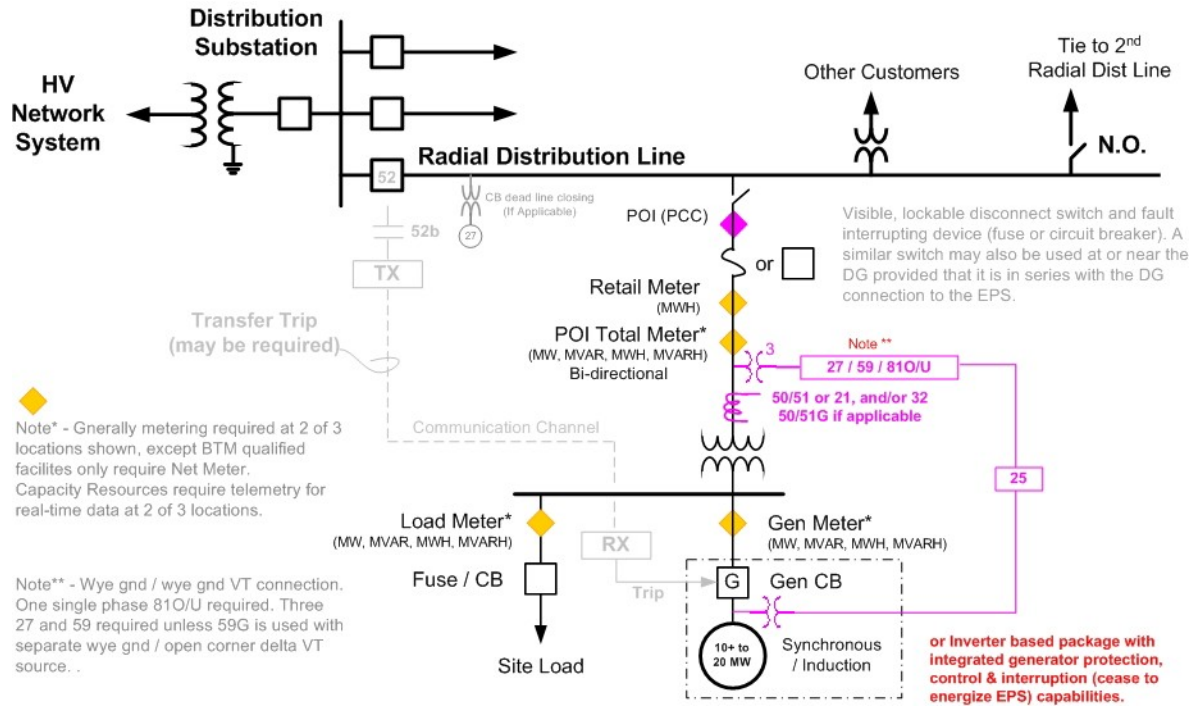 Distribution
Substation
HV
Network
System
Other Customers
Tie to 2nd
Radial Dist Line
N.O.
Radial Distribution Line
52
CB dead line closing
(If Applicable)
27
52b
TX
POI (PCC)
Visible, lockable disconnect switch and fault
interrupting device (fuse or circuit breaker). A
similar switch may also be used at or near the
DG provided that it is in series with the DG
connection to the EPS.
or
Retail Meter
(MWH)
Transfer Trip
(may be required)
POI Total Meter*
(MW, MVAR, MWH, MVARH)
Bi-directional
3
Note **
27 / 59 / 81O/U
50/51 or 21, and/or 32
50/51G if applicable
Note* - Gnerally metering required at 2 of 3
locations shown, except BTM qualified
facilites only require Net Meter.
Capacity Resources require telemetry for
real-time data at 2 of 3 locations.
Communication Channel
25
Load Meter*
(MW, MVAR, MWH, MVARH)
Gen Meter*
(MW, MVAR, MWH, MVARH)
RX
Fuse / CB
Trip
G
Gen CB
Note** - Wye gnd / wye gnd VT connection.
One single phase 81O/U required. Three
27 and 59 required unless 59G is used with
separate wye gnd / open corner delta VT
source. .
10+ to
20 MW
Synchronous
/ Induction
Site Load
or Inverter based package with
integrated generator protection,
control & interruption (cease to
energize EPS) capabilities.